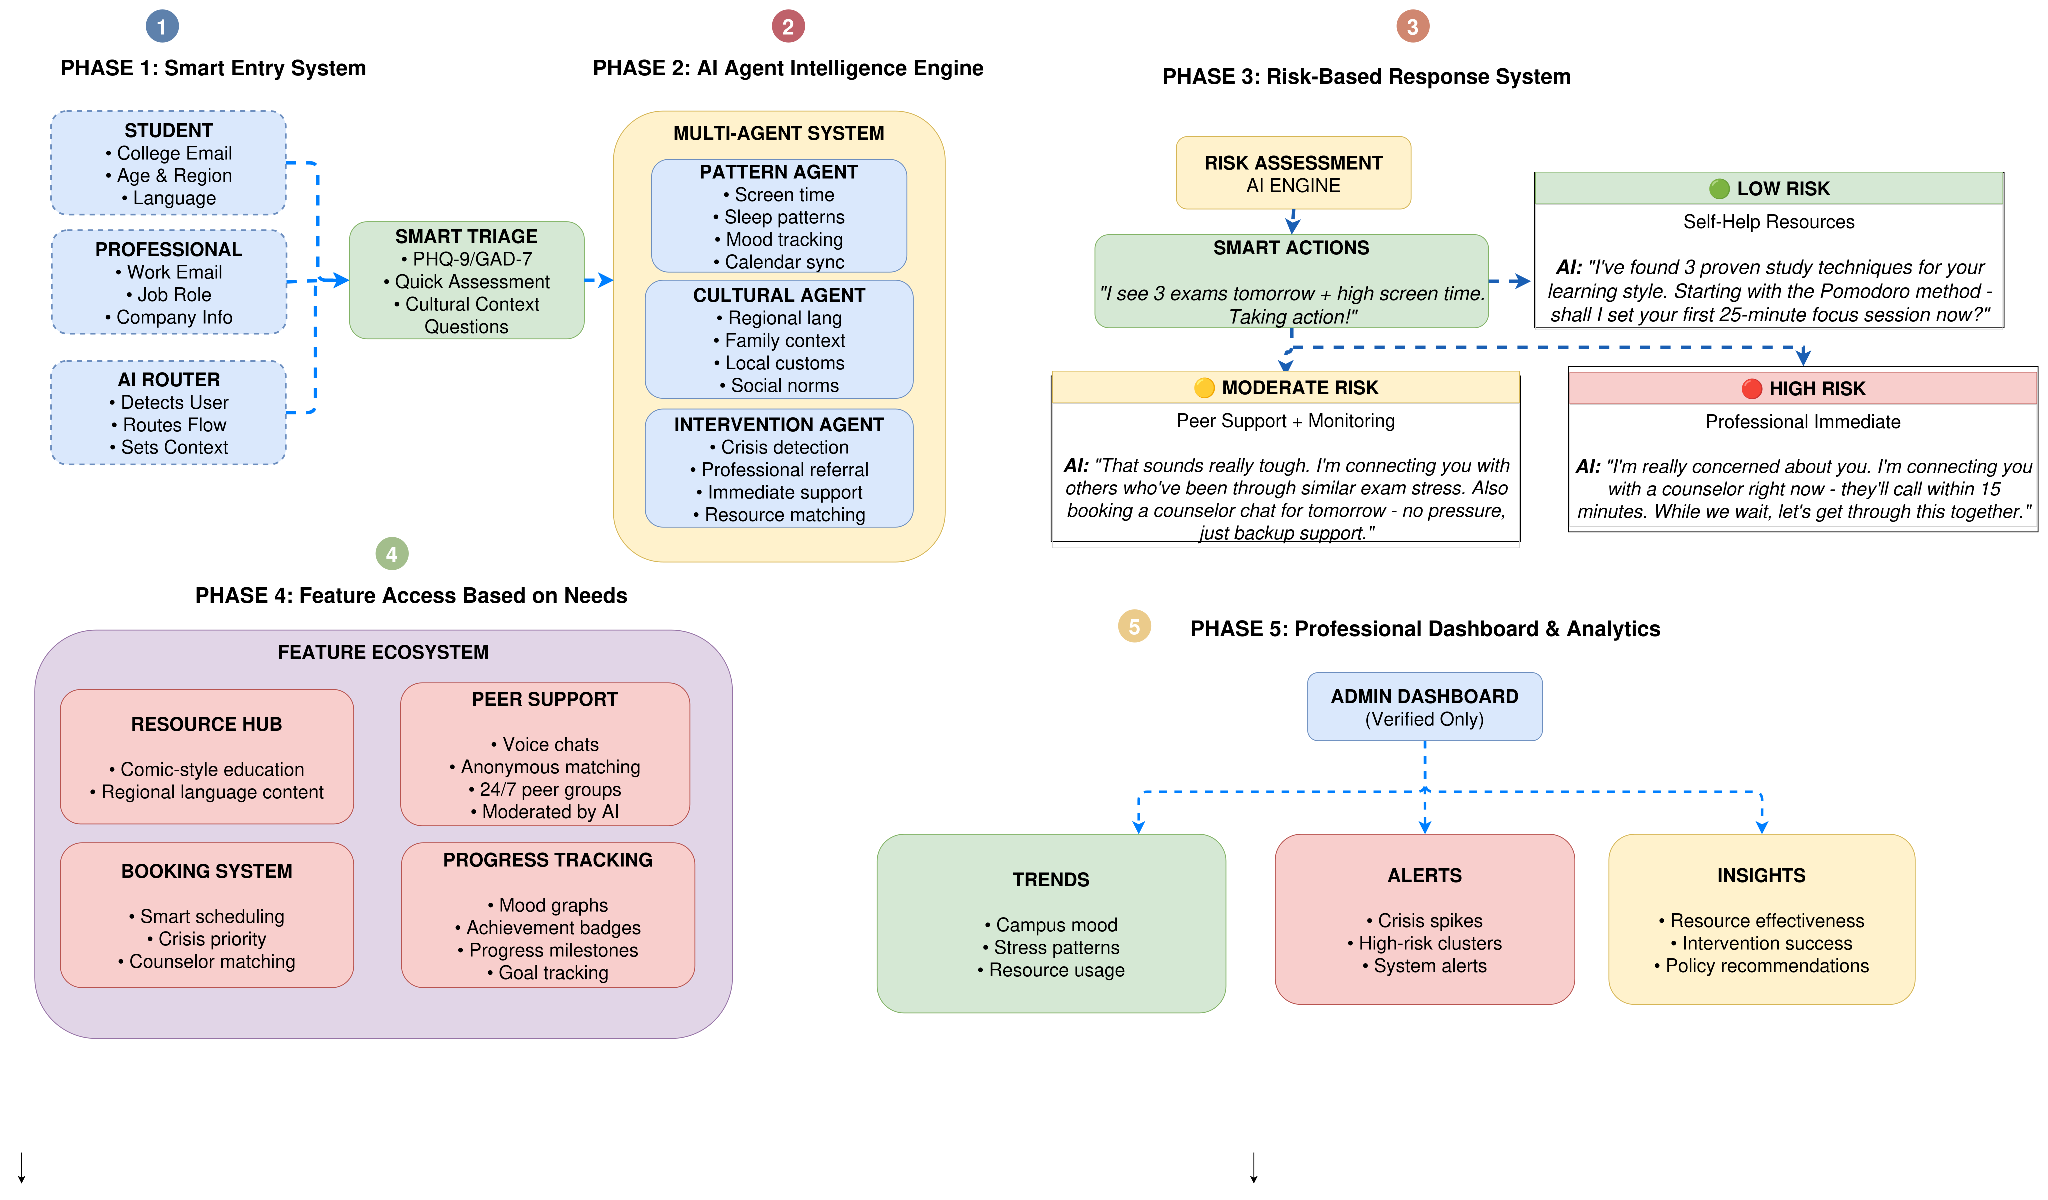 1
PHASE 1: Smart Entry System
STUDENT
• College Email
• Age & Region
• Language
PROFESSIONAL
• Work Email
• Job Role
• Company Info
AI ROUTER
• Detects User
• Routes Flow
• Sets Context
SMART TRIAGE
• PHQ-9/GAD-7
• Quick Assessment
• Cultural Context
Questions
2
PHASE 2: AI Agent Intelligence Engine
MULTI-AGENT SYSTEM
PATTERN AGENT
• Screen time
• Sleep patterns
• Mood tracking
• Calendar sync
CULTURAL AGENT
• Regional lang
• Family context
• Local customs
• Social norms
INTERVENTION AGENT
• Crisis detection
• Professional referral
• Immediate support
• Resource matching
3
PHASE 3: Risk-Based Response System
RISK ASSESSMENT
AI ENGINE
SMART ACTIONS
"I see 3 exams tomorrow + high screen time.
Taking action!"
LOW RISK
Self-Help Resources
AI: "I've found 3 proven study techniques for your
learning style. Starting with the Pomodoro method -
shall I set your first 25-minute focus session now?"
MODERATE RISK
Peer Support + Monitoring
AI: "That sounds really tough. I'm connecting you with
others who've been through similar exam stress. Also
booking a counselor chat for tomorrow - no pressure,
just backup support."
HIGH RISK
Professional Immediate
AI: "I'm really concerned about you. I'm connecting you
with a counselor right now - they'll call within 15
minutes. While we wait, let's get through this together."
4
PHASE 4: Feature Access Based on Needs
FEATURE ECOSYSTEM
RESOURCE HUB
• Comic-style education
• Regional language content
PEER SUPPORT
• Voice chats
• Anonymous matching
• 24/7 peer groups
• Moderated by AI
BOOKING SYSTEM
• Smart scheduling
• Crisis priority
• Counselor matching
PROGRESS TRACKING
• Mood graphs
• Achievement badges
• Progress milestones
• Goal tracking
5
PHASE 5: Professional Dashboard & Analytics
ADMIN DASHBOARD
(Verified Only)
TRENDS
• Campus mood
• Stress patterns
• Resource usage
ALERTS
• Crisis spikes
• High-risk clusters
• System alerts
INSIGHTS
• Resource effectiveness
• Intervention success
• Policy recommendations